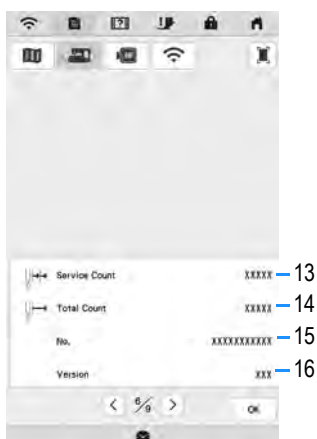 Service Count XXXXX 13
Total Count XXXXX 14
No. XXXXXXXXXXX 15
Version XXX 16
< 6/9 > OK